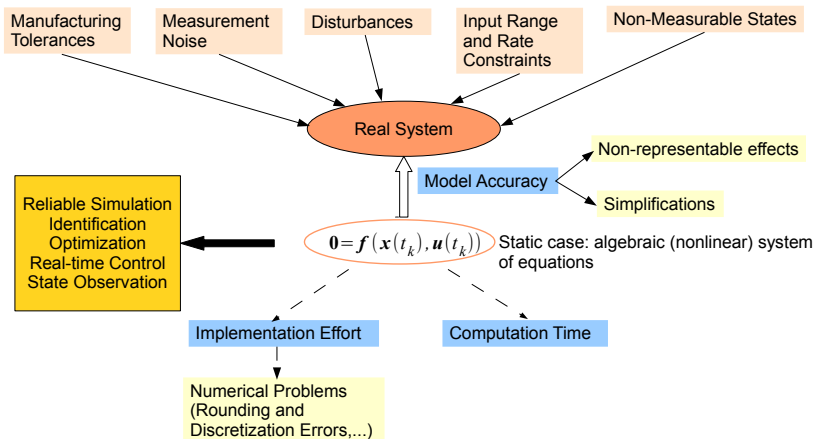 Manufacturing
Tolerances
Measurement
Noise
Disturbances
Input Range
and Rate
Constraints
Non-Measurable States
Real System
Non-representable effects
Model Accuracy
Simplifications
Reliable Simulation
Identification
Optimization
Real-time Control
State Observation
0=f(x(t_k),u(t_k))
Static case: algebraic (nonlinear) system
of equations
Implementation Effort
Computation Time
Numerical Problems
(Rounding and
Discretization Errors,...)